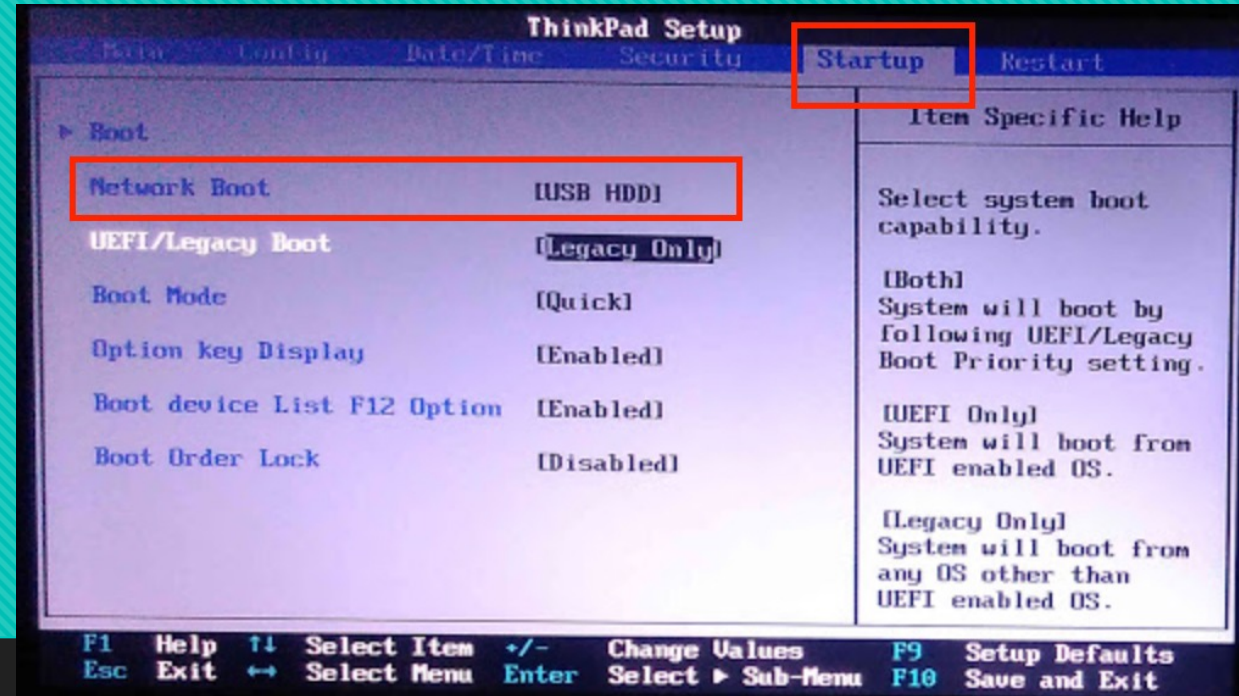 ThinkPad Setup
Main Config Date/Time Security Startup Restart
▶ Boot
Network Boot [USB HDD]
UEFI/Legacy Boot [Legacy Only]
Boot Mode [Quick]
Option key Display [Enabled]
Boot device List F12 Option [Enabled]
Boot Order Lock [Disabled]
Item Specific Help
Select system boot
capability.
[Both]
System will boot by
following UEFI/Legacy
Boot Priority setting.
[UEFI Only]
System will boot from
UEFI enabled OS.
[Legacy Only]
System will boot from
any OS other than
UEFI enabled OS.
F1 Help ↑↓ Select Item +/- Change Values F9 Setup Defaults
Esc Exit ↔ Select Menu Enter Select ▶ Sub-Menu F10 Save and Exit